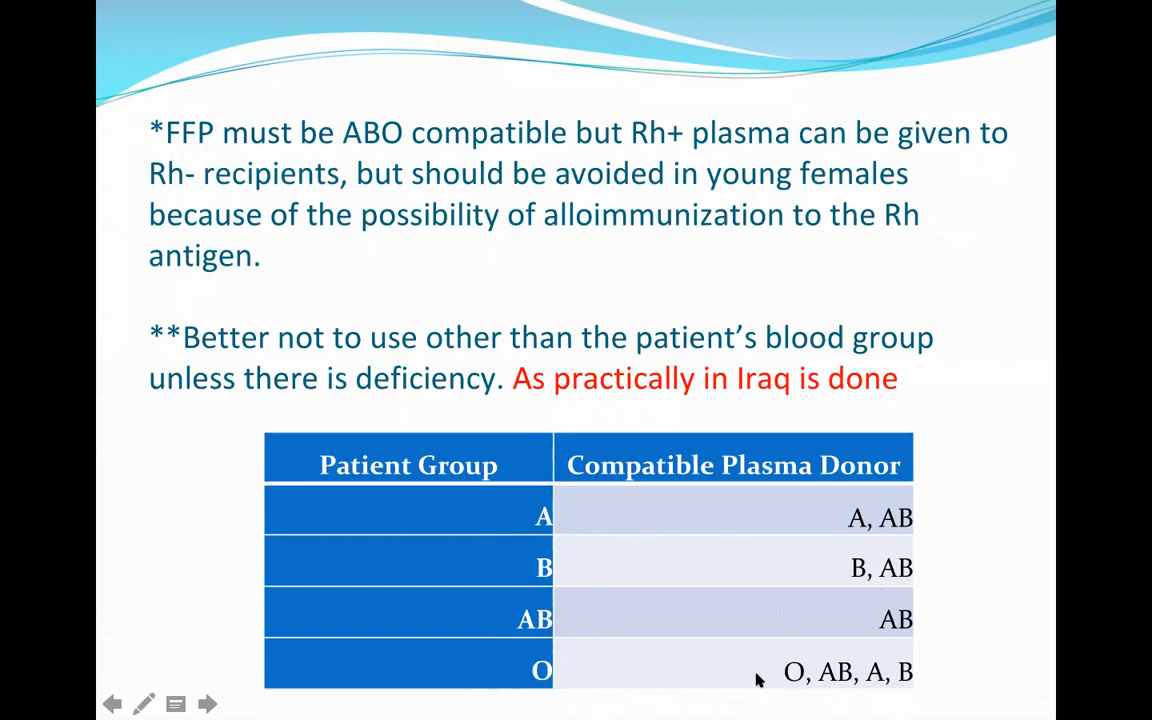 *FFP must be ABO compatible but Rh+ plasma can be given to
Rh- recipients, but should be avoided in young females
because of the possibility of alloimmunization to the Rh
antigen.
**Better not to use other than the patient’s blood group
unless there is deficiency. As practically in Iraq is done
Patient Group Compatible Plasma Donor
A A, AB
B B, AB
AB AB
O O, AB, A, B